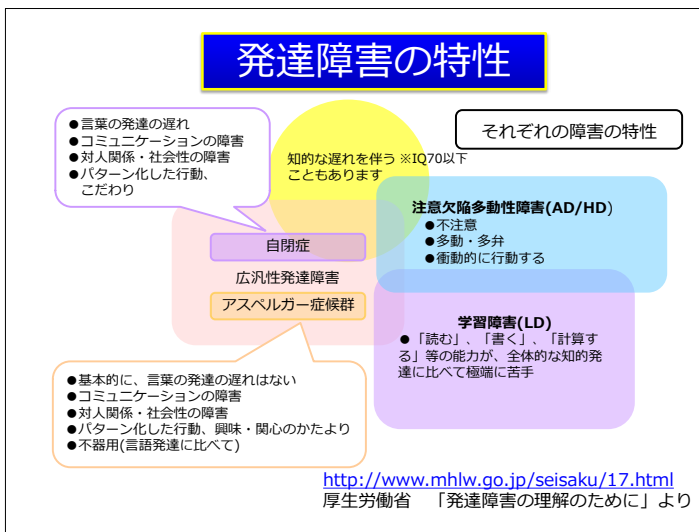 発達障害の特性
●言葉の発達の遅れ
●コミュニケーションの障害
●対人関係・社会性の障害
●パターン化した行動、
こだわり
知的な遅れを伴う ※IQ70以下
こともあります
それぞれの障害の特性
注意欠陥多動性障害(AD/HD)
●不注意
●多動・多弁
●衝動的に行動する
自閉症
広汎性発達障害
アスペルガー症候群
学習障害(LD)
●「読む」、「書く」、「計算す
る」等の能力が、全体的な知的発
達に比べて極端に苦手
●基本的に、言葉の発達の遅れはない
●コミュニケーションの障害
●対人関係・社会性の障害
●パターン化した行動、興味・関心のかたより
●不器用(言語発達に比べて)
http://www.mhlw.go.jp/seisaku/17.html
厚生労働省 「発達障害の理解のために」より